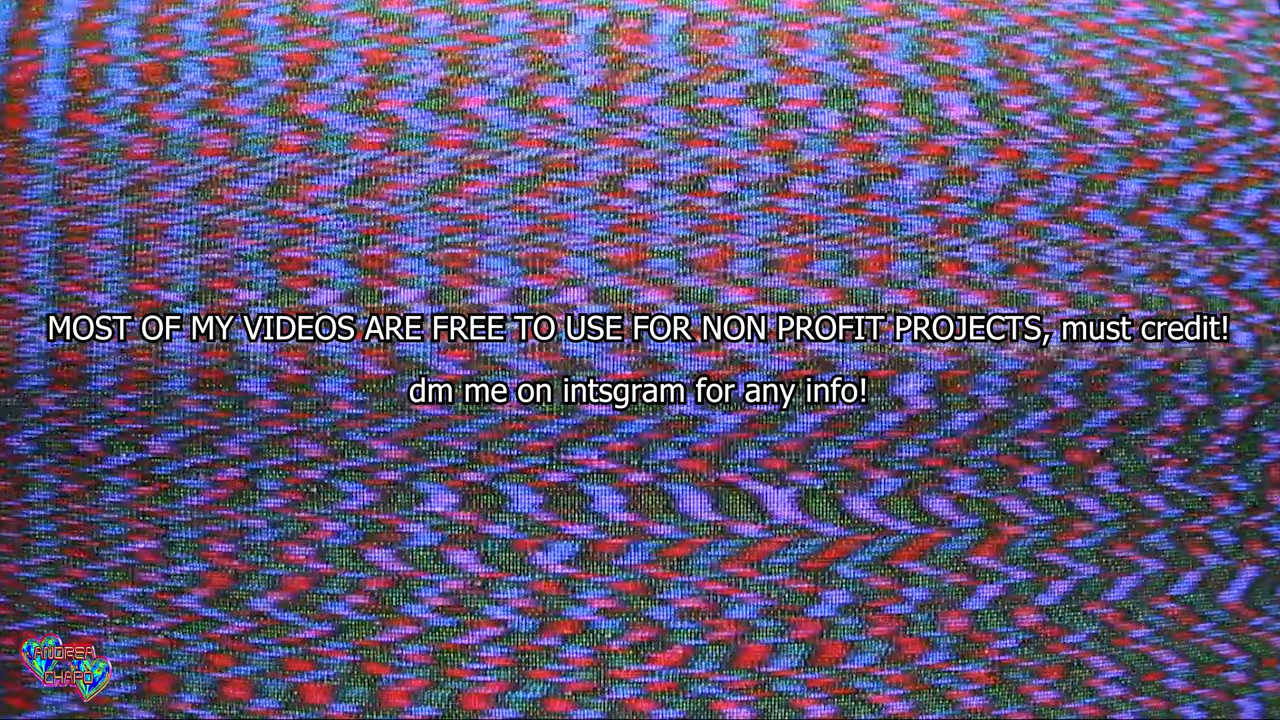 MOST OF MY VIDEOS ARE FREE TO USE FOR NON PROFIT PROJECTS, must credit!
dm me on intsgram for any info!
ANDREA
CHAPO